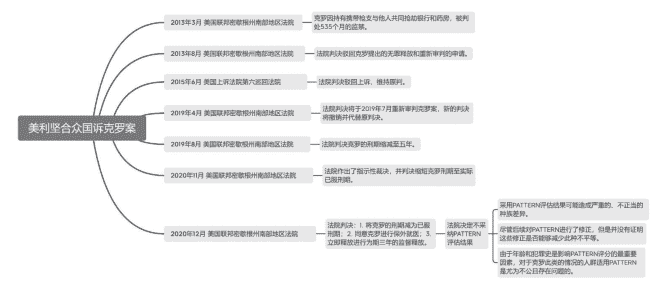 美利坚合众国诉克罗案
2013年3月 美国联邦密歇根州南部地区法院
克罗因持有携带枪支与他人共同抢劫银行和药房，被判
处535个月的监禁。
2013年8月 美国联邦密歇根州南部地区法院
法院判决驳回克罗提出的无罪释放和重新审判的申请。
2015年6月 美国上诉法院第六巡回法院
法院判决驳回上诉，维持原判。
2019年4月 美国联邦密歇根州南部地区法院
法院判决将于2019年7月重新审判克罗案，新的判决
将撤销并代替原判决。
2019年8月 美国联邦密歇根州南部地区法院
法院判决克罗的刑期缩减至五年。
2020年11月 美国联邦密歇根州南部地区法院
法院作出了指示性裁决，并判决缩短克罗刑期至实际
已服刑期。
2020年12月 美国联邦密歇根州南部地区法院
法院判决：1. 将克罗的刑期减为已服
刑期；2. 同意克罗进行保外就医；3.
立即释放进行为期三年的监督释放。
法院决定不采
纳PATTERN
评估结果
采用PATTERN评估结果可能造成严重的、不正当的
种族差异。
尽管后续对PATTERN进行了修正，但是并没有证明
这些修正是否能够减少此种不平等。
由于年龄和犯罪史是影响PATTERN评分的最重要
因素，对于克罗此类的情况的人群适用PATTERN
是尤为不公且存在问题的。